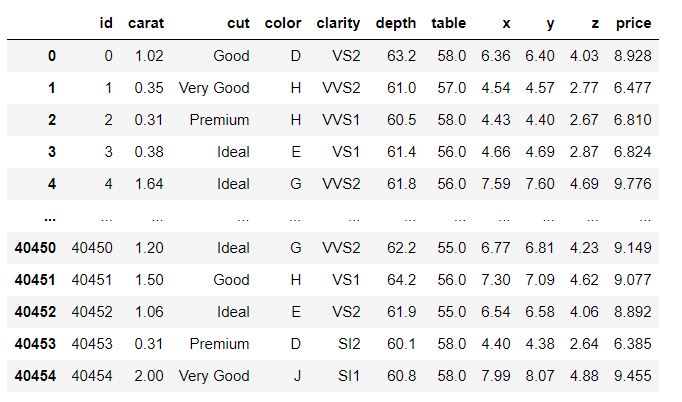 id carat cut color clarity depth table x y z price
0 0 1.02 Good D VS2 63.2 58.0 6.36 6.40 4.03 8.928
1 1 0.35 Very Good H VVS2 61.0 57.0 4.54 4.57 2.77 6.477
2 2 0.31 Premium H VVS1 60.5 58.0 4.43 4.40 2.67 6.810
3 3 0.38 Ideal E VS1 61.4 56.0 4.66 4.69 2.87 6.824
4 4 1.64 Ideal G VVS2 61.8 56.0 7.59 7.60 4.69 9.776
... ... ... ... ... ... ... ... ... ... ... ...
40450 40450 1.20 Ideal G VVS2 62.2 55.0 6.77 6.81 4.23 9.149
40451 40451 1.50 Good H VS1 64.2 56.0 7.30 7.09 4.62 9.077
40452 40452 1.06 Ideal E VS2 61.9 55.0 6.54 6.58 4.06 8.892
40453 40453 0.31 Premium D SI2 60.1 58.0 4.40 4.38 2.64 6.385
40454 40454 2.00 Very Good J SI1 60.8 58.0 7.99 8.07 4.88 9.455